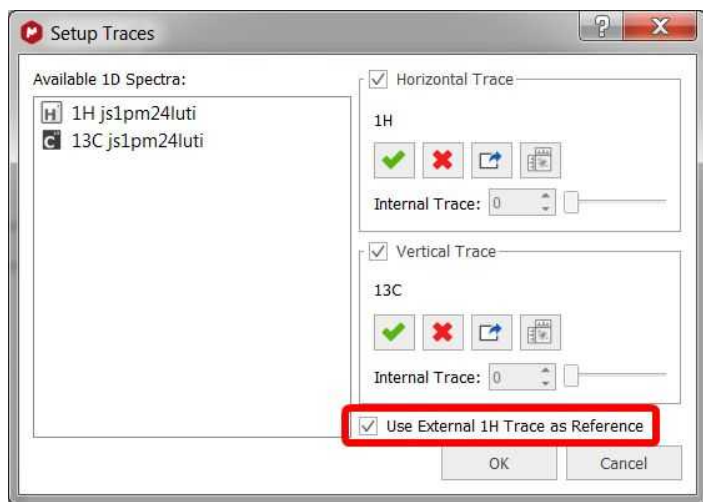 Setup Traces
Available 1D Spectra:
H 1H js1pm24luti
C 13C js1pm24luti
Horizontal Trace
1H
Internal Trace: 0
Vertical Trace
13C
Internal Trace: 0
Use External 1H Trace as Reference
OK
Cancel